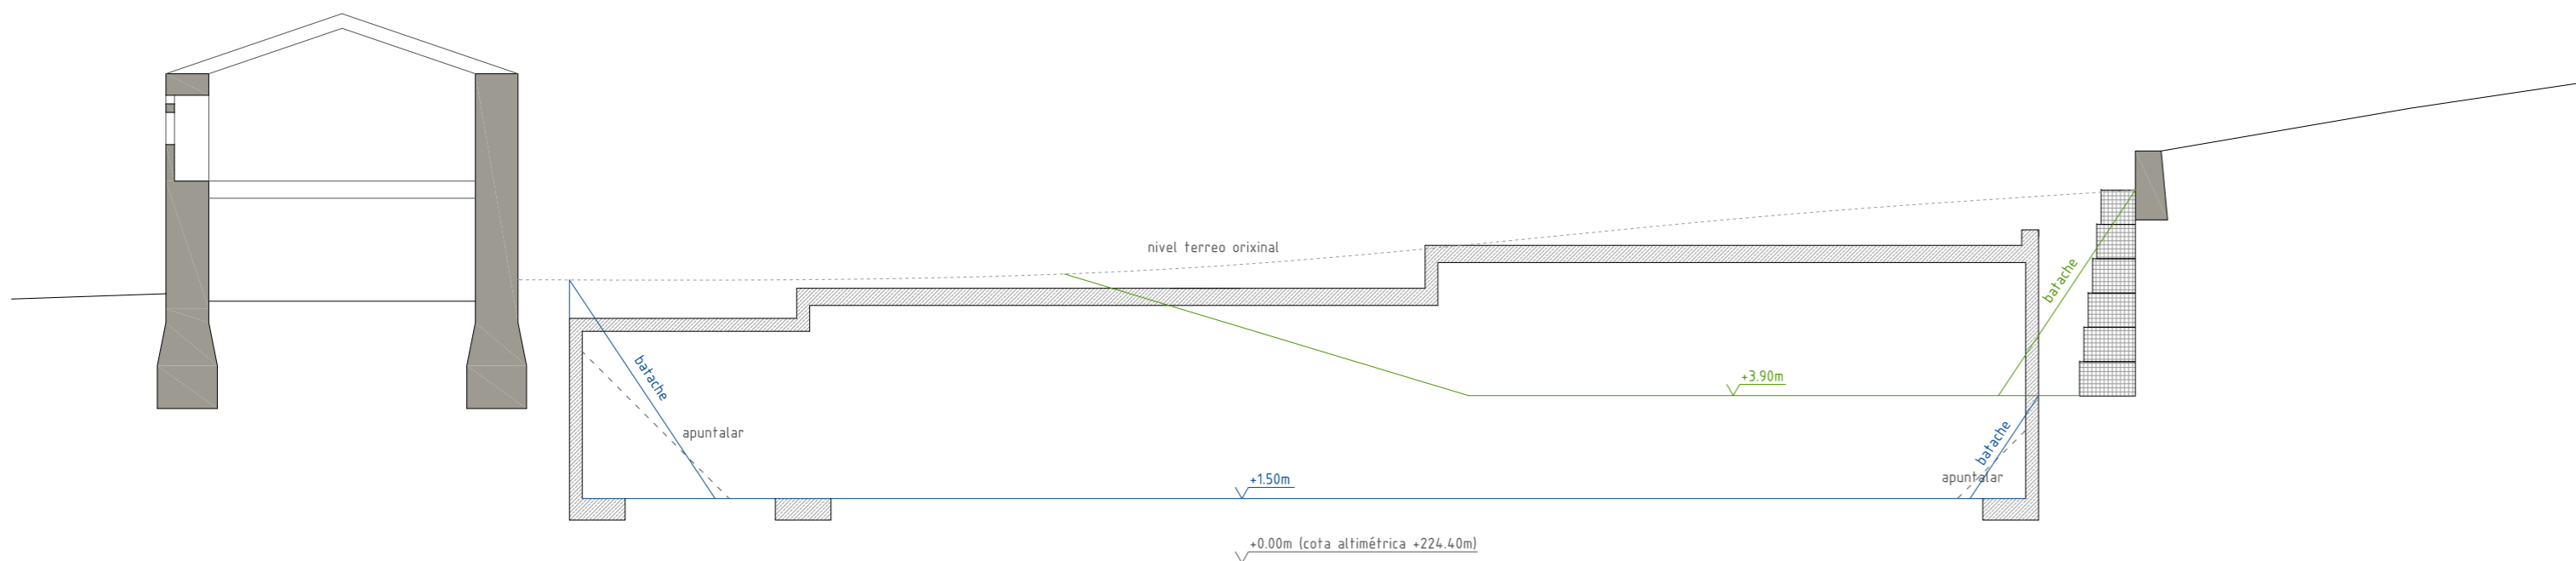 nivel terreo orixinal
batache
batache
+3.90m
apuntalar
batache
+1.50m
apuntalar
+0.00m (cota altimétrica +224.40m)